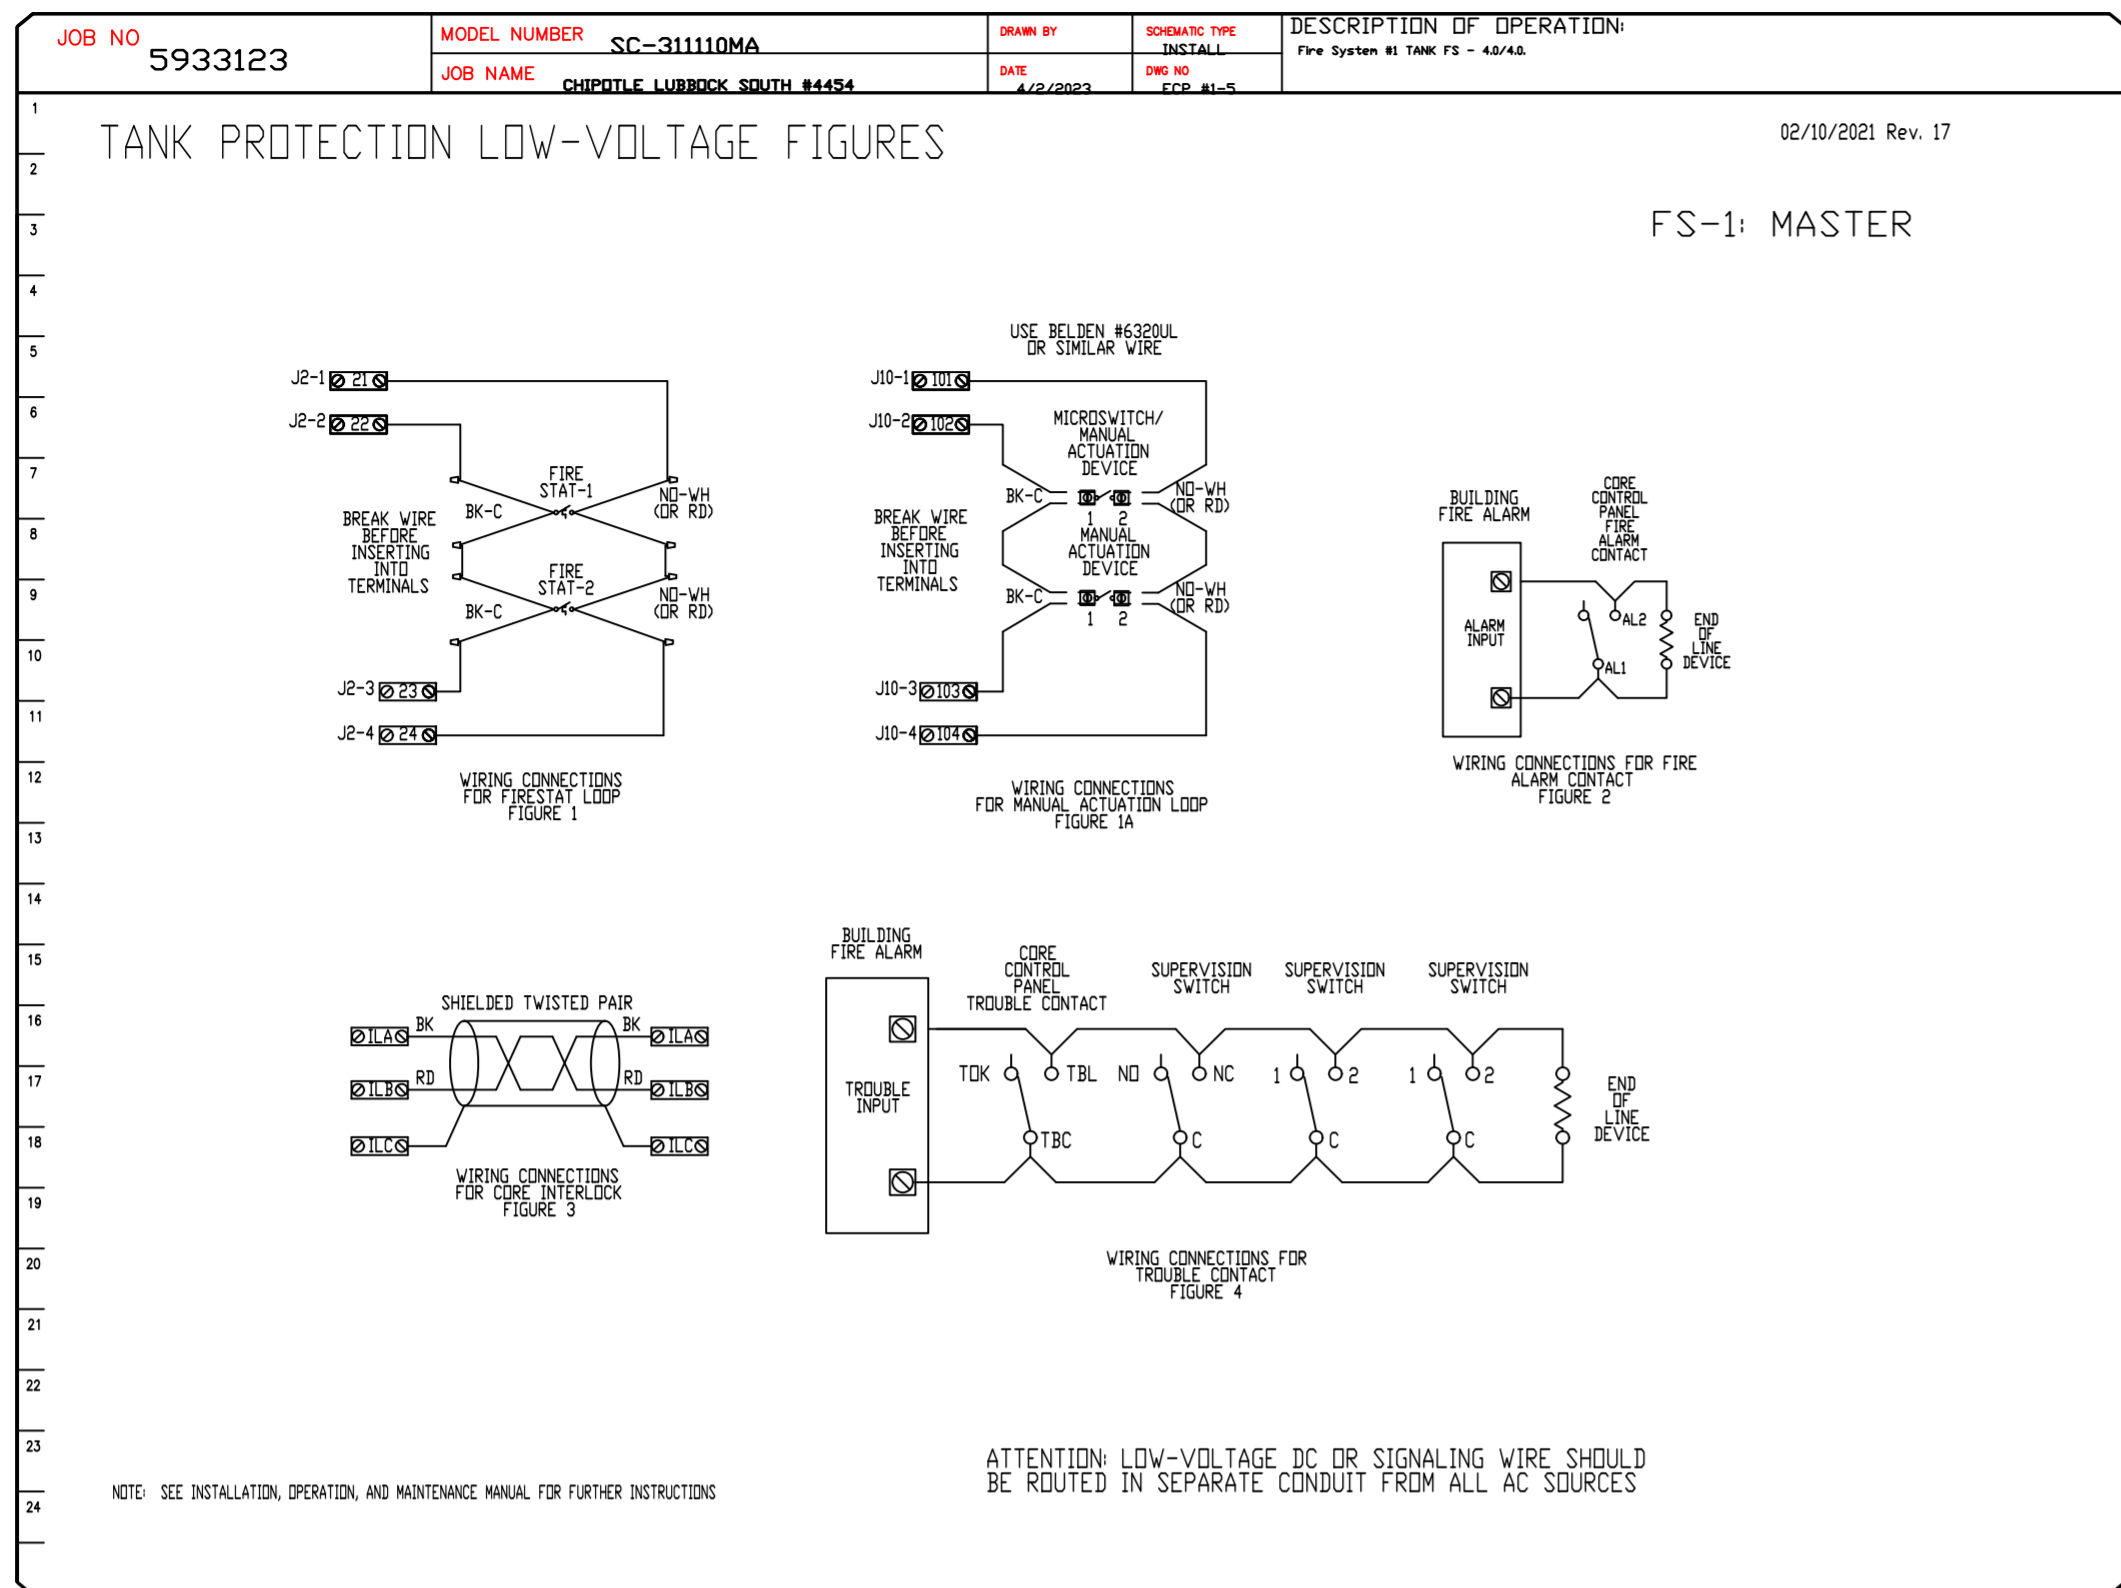 JOB NO 5933123
MODEL NUMBER SC-311110MA
JOB NAME CHIPOTLE LUBBOCK SOUTH #4454
DRAWN BY
DATE 4/2/2023
SCHEMATIC TYPE INSTALL
DWG NO ECP #1-5
DESCRIPTION OF OPERATION:
Fire System #1 TANK FS - 4.0/4.0.
1
2
3
4
5
6
7
8
9
10
11
12
13
14
15
16
17
18
19
20
21
22
23
24
TANK PROTECTION LOW-VOLTAGE FIGURES
02/10/2021 Rev. 17
FS-1: MASTER
J2-1 21
J2-2 22
FIRE
STAT-1
BK-C
NO-WH
(OR RD)
BREAK WIRE
BEFORE
INSERTING
INTO
TERMINALS
FIRE
STAT-2
BK-C
NO-WH
(OR RD)
J2-3 23
J2-4 24
WIRING CONNECTIONS
FOR FIRESTAT LOOP
FIGURE 1
USE BELDEN #6320UL
OR SIMILAR WIRE
J10-1 101
J10-2 102
MICROSWITCH/
MANUAL
ACTUATION
DEVICE
BK-C
NO-WH
(OR RD)
1 2
BREAK WIRE
BEFORE
INSERTING
INTO
TERMINALS
MANUAL
ACTUATION
DEVICE
BK-C
NO-WH
(OR RD)
1 2
J10-3 103
J10-4 104
WIRING CONNECTIONS
FOR MANUAL ACTUATION LOOP
FIGURE 1A
BUILDING
FIRE ALARM
CORE
CONTROL
PANEL
FIRE
ALARM
CONTACT
ALARM
INPUT
AL2
AL1
END
OF
LINE
DEVICE
WIRING CONNECTIONS FOR FIRE
ALARM CONTACT
FIGURE 2
SHIELDED TWISTED PAIR
ILA BK BK ILA
ILB RD RD ILB
ILC ILC
WIRING CONNECTIONS
FOR CORE INTERLOCK
FIGURE 3
BUILDING
FIRE ALARM
CORE
CONTROL
PANEL
TROUBLE CONTACT
SUPERVISION
SWITCH
SUPERVISION
SWITCH
SUPERVISION
SWITCH
TROUBLE
INPUT
TOK TBL NO NC 1 2 1 2
TBC C C C
END
OF
LINE
DEVICE
WIRING CONNECTIONS FOR
TROUBLE CONTACT
FIGURE 4
ATTENTION: LOW-VOLTAGE DC OR SIGNALING WIRE SHOULD
BE ROUTED IN SEPARATE CONDUIT FROM ALL AC SOURCES
NOTE: SEE INSTALLATION, OPERATION, AND MAINTENANCE MANUAL FOR FURTHER INSTRUCTIONS